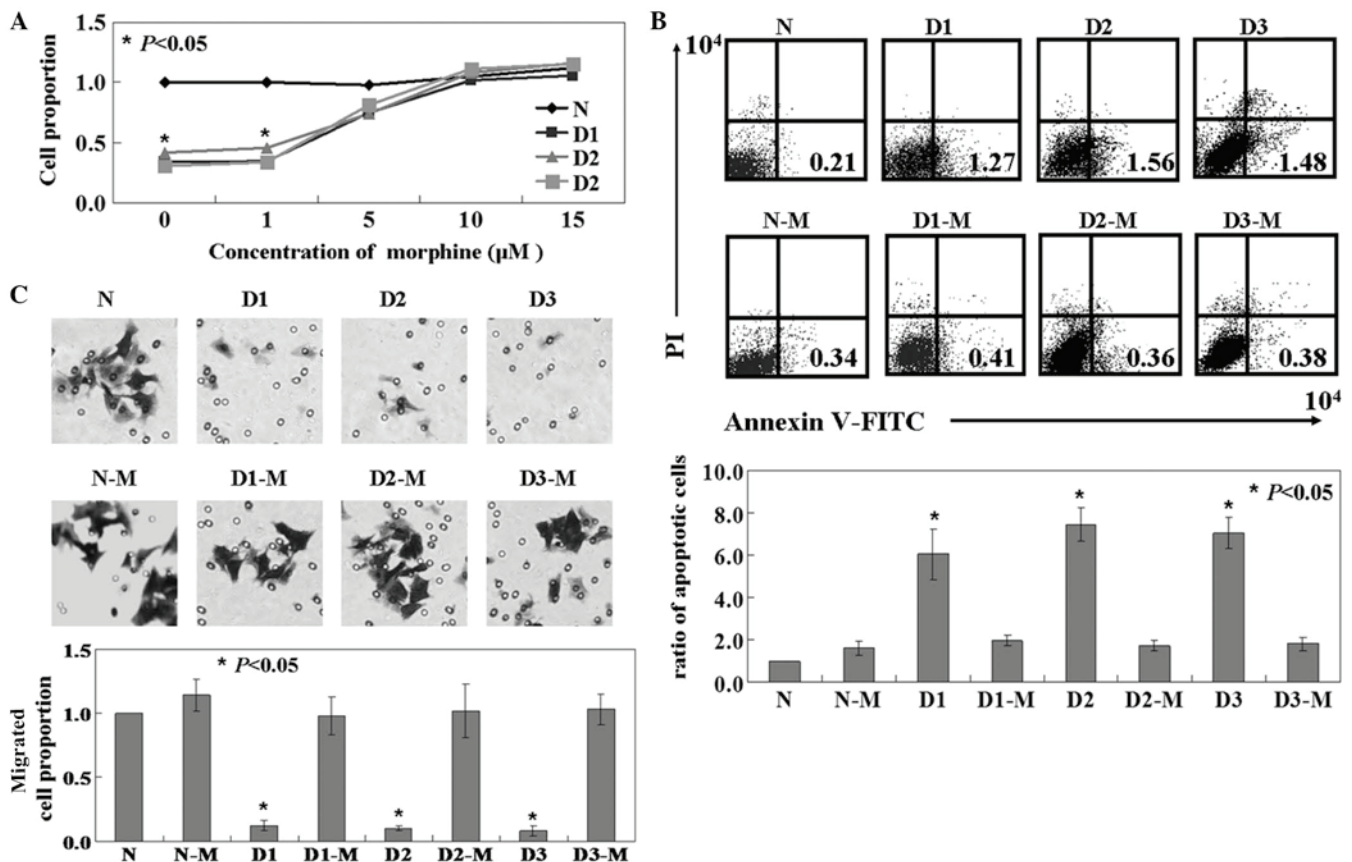 A
* P<0.05
1.5
1.0
0.5
0.0
Cell proportion
N
D1
D2
D2
0 1 5 10 15
Concentration of morphine (μM )
B
10⁴
PI
N D1 D2 D3
0.21 1.27 1.56 1.48
N-M D1-M D2-M D3-M
0.34 0.41 0.36 0.38
Annexin V-FITC
10⁴
10.0
8.0
6.0
4.0
2.0
0.0
ratio of apoptotic cells
* P<0.05
* * *
N N-M D1 D1-M D2 D2-M D3 D3-M
C
N D1 D2 D3
N-M D1-M D2-M D3-M
1.5
1.0
0.5
0.0
Migrated
cell proportion
* P<0.05
* * *
N N-M D1 D1-M D2 D2-M D3 D3-M